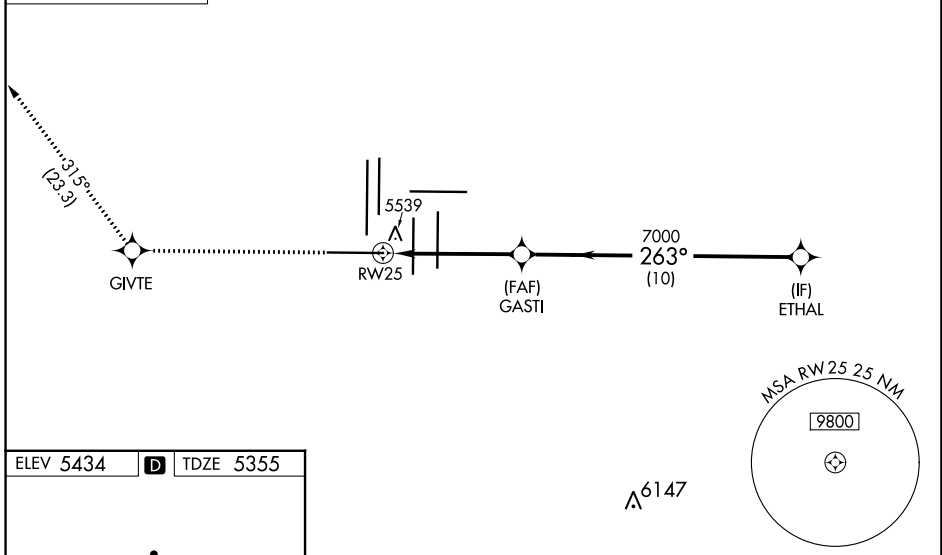 315°
(23.3)
5539
GIVTE
RW25
(FAF)
GASTI
7000
263°
(10)
(IF)
ETHAL
MSA RW25 25 NM
9800
ELEV 5434
D
TDZE 5355
6147